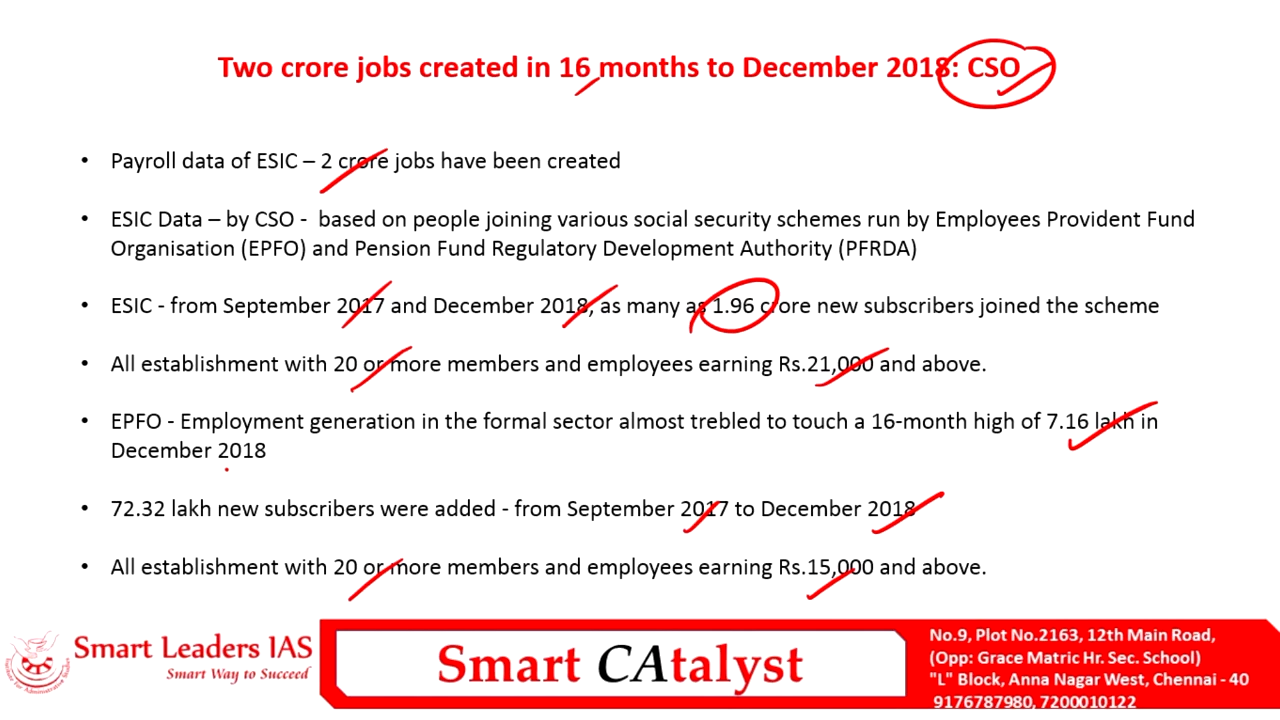 Two crore jobs created in 16 months to December 2018: CSO
• Payroll data of ESIC – 2 crore jobs have been created
• ESIC Data – by CSO - based on people joining various social security schemes run by Employees Provident Fund
Organisation (EPFO) and Pension Fund Regulatory Development Authority (PFRDA)
• ESIC - from September 2017 and December 2018, as many as 1.96 crore new subscribers joined the scheme
• All establishment with 20 or more members and employees earning Rs.21,000 and above.
• EPFO - Employment generation in the formal sector almost trebled to touch a 16-month high of 7.16 lakh in
December 2018
• 72.32 lakh new subscribers were added - from September 2017 to December 2018
• All establishment with 20 or more members and employees earning Rs.15,000 and above.
Smart Leaders IAS
Smart Way to Succeed
Smart CAtalyst
No.9, Plot No.2163, 12th Main Road,
(Opp: Grace Matric Hr. Sec. School)
"L" Block, Anna Nagar West, Chennai - 40
9176787980, 7200010122